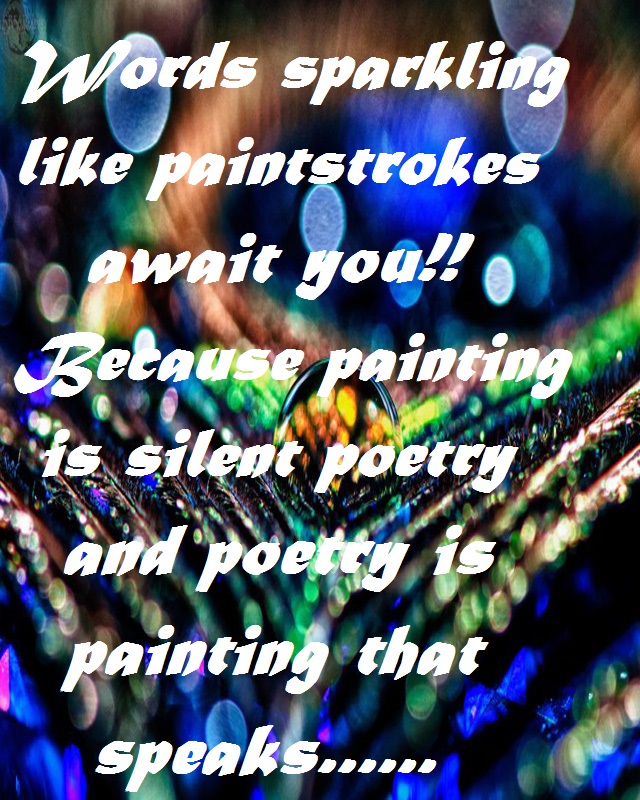 Words sparkling
like paintstrokes
await you!!
Because painting
is silent poetry
and poetry is
painting that
speaks......